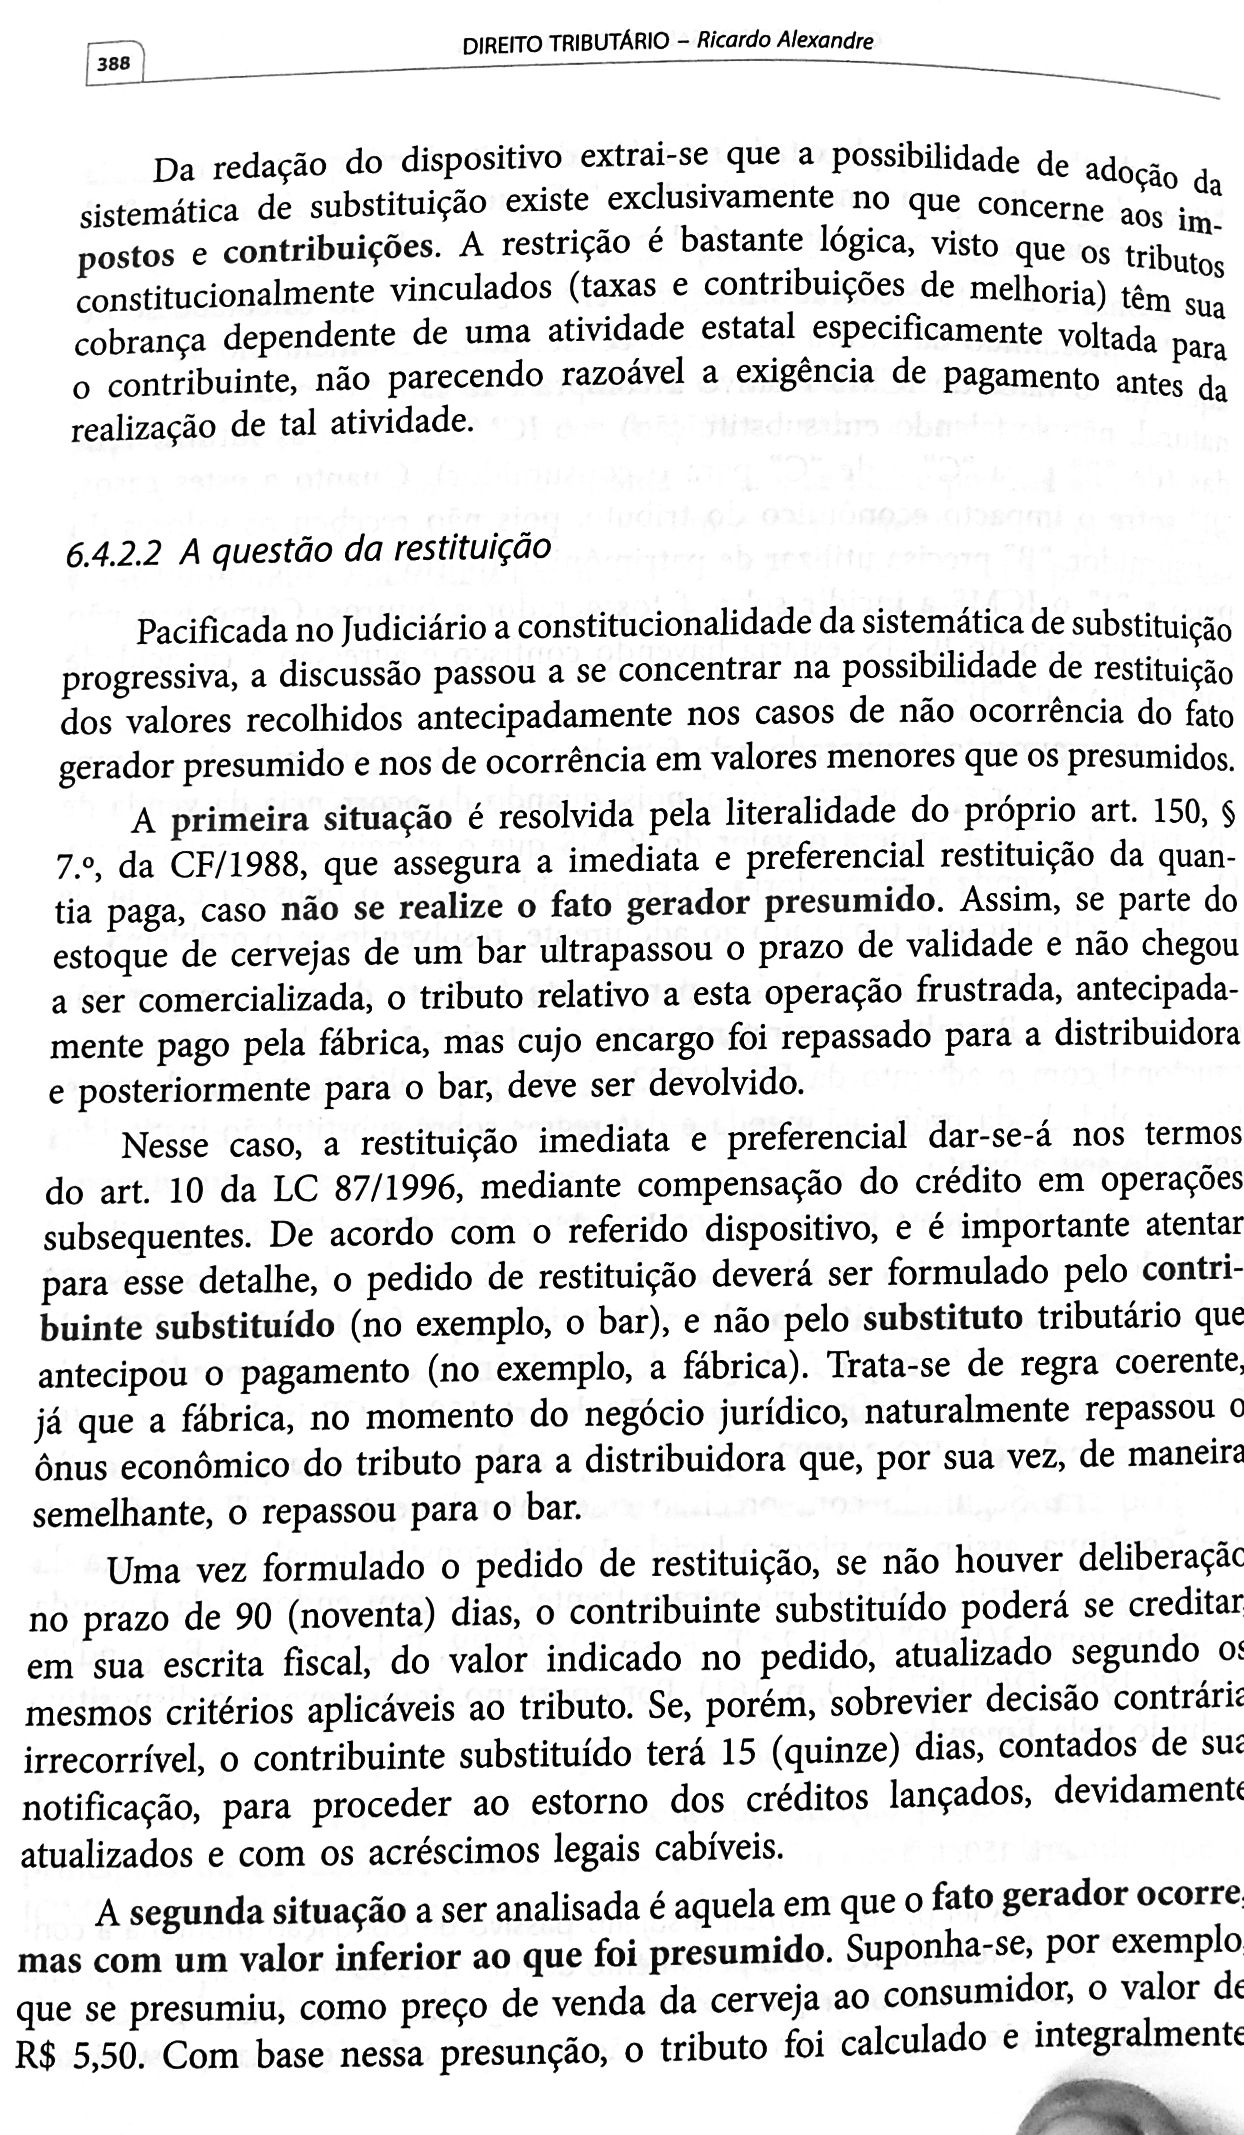 388
DIREITO TRIBUTÁRIO – Ricardo Alexandre
Da redação do dispositivo extrai-se que a possibilidade de adoção da
sistemática de substituição existe exclusivamente no que concerne aos im-
postos e contribuições. A restrição é bastante lógica, visto que os tributos
constitucionalmente vinculados (taxas e contribuições de melhoria) têm sua
cobrança dependente de uma atividade estatal especificamente voltada para
o contribuinte, não parecendo razoável a exigência de pagamento antes da
realização de tal atividade.
6.4.2.2 A questão da restituição
Pacificada no Judiciário a constitucionalidade da sistemática de substituição
progressiva, a discussão passou a se concentrar na possibilidade de restituição
dos valores recolhidos antecipadamente nos casos de não ocorrência do fato
gerador presumido e nos de ocorrência em valores menores que os presumidos.
A primeira situação é resolvida pela literalidade do próprio art. 150, §
7.º, da CF/1988, que assegura a imediata e preferencial restituição da quan-
tia paga, caso não se realize o fato gerador presumido. Assim, se parte do
estoque de cervejas de um bar ultrapassou o prazo de validade e não chegou
a ser comercializada, o tributo relativo a esta operação frustrada, antecipada-
mente pago pela fábrica, mas cujo encargo foi repassado para a distribuidora
e posteriormente para o bar, deve ser devolvido.
Nesse caso, a restituição imediata e preferencial dar-se-á nos termos
do art. 10 da LC 87/1996, mediante compensação do crédito em operações
subsequentes. De acordo com o referido dispositivo, e é importante atentar
para esse detalhe, o pedido de restituição deverá ser formulado pelo contri-
buinte substituído (no exemplo, o bar), e não pelo substituto tributário que
antecipou o pagamento (no exemplo, a fábrica). Trata-se de regra coerente,
já que a fábrica, no momento do negócio jurídico, naturalmente repassou o
ônus econômico do tributo para a distribuidora que, por sua vez, de maneira
semelhante, o repassou para o bar.
Uma vez formulado o pedido de restituição, se não houver deliberação
no prazo de 90 (noventa) dias, o contribuinte substituído poderá se creditar,
em sua escrita fiscal, do valor indicado no pedido, atualizado segundo os
mesmos critérios aplicáveis ao tributo. Se, porém, sobrevier decisão contrária
irrecorrível, o contribuinte substituído terá 15 (quinze) dias, contados de sua
notificação, para proceder ao estorno dos créditos lançados, devidamente
atualizados e com os acréscimos legais cabíveis.
A segunda situação a ser analisada é aquela em que o fato gerador ocorre,
mas com um valor inferior ao que foi presumido. Suponha-se, por exemplo,
que se presumiu, como preço de venda da cerveja ao consumidor, o valor de
R$ 5,50. Com base nessa presunção, o tributo foi calculado e integralmente